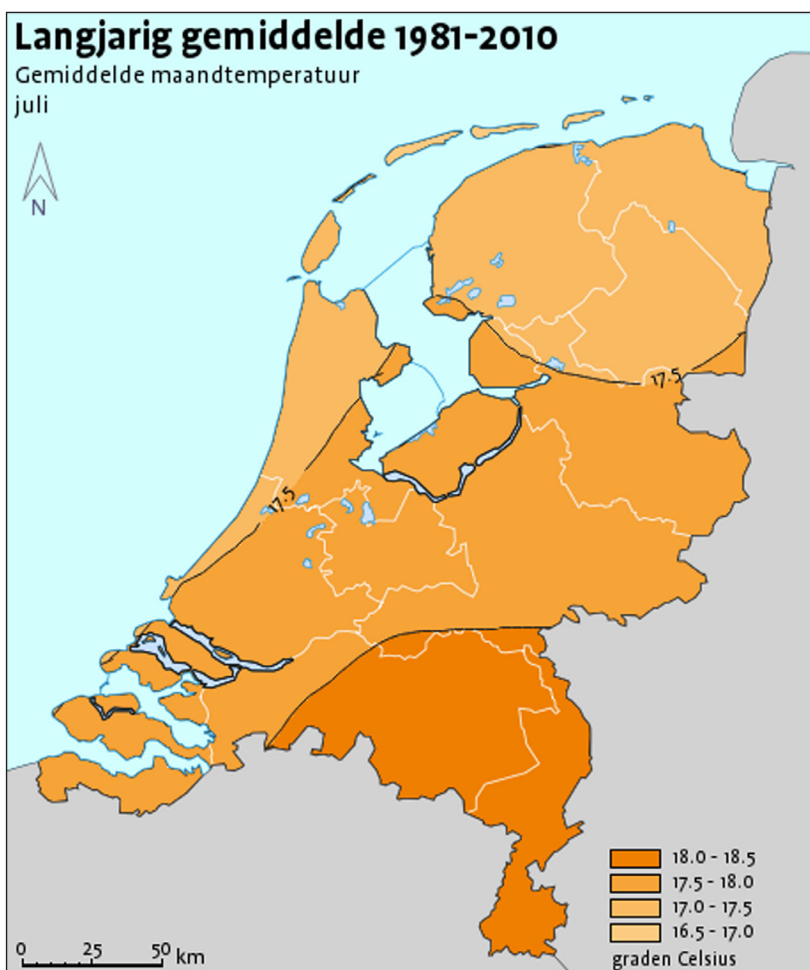 Langjarig gemiddelde 1981-2010
Gemiddelde maandtemperatuur
juli
N
17.5
17.5
18.0 - 18.5
17.5 - 18.0
17.0 - 17.5
16.5 - 17.0
graden Celsius
0 25 50 km